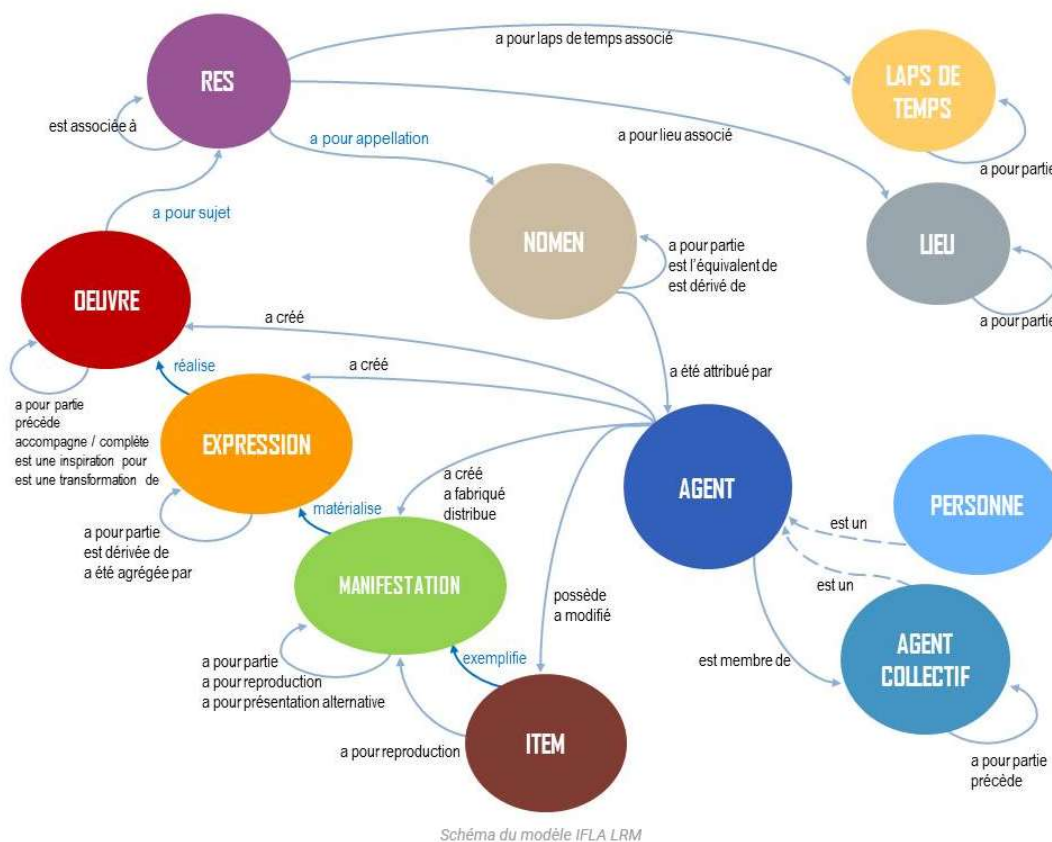 a pour laps de temps associé
RES
LAPS DE
TEMPS
est associée à
a pour appellation
a pour lieu associé
a pour partie
a pour sujet
NOMEN
LIEU
a pour partie
est l'équivalent de
est dérivé de
OEUVRE
a créé
a pour partie
réalise
a créé
a été attribué par
a pour partie
précède
accompagne / complète
est une inspiration pour
est une transformation de
EXPRESSION
AGENT
PERSONNE
a créé
a fabriqué
distribue
matérialise
est un
a pour partie
est dérivée de
a été agrégée par
MANIFESTATION
est un
possède
a modifié
AGENT
COLLECTIF
exemplifie
est membre de
a pour partie
a pour reproduction
a pour présentation alternative
ITEM
a pour reproduction
a pour partie
précède
Schéma du modèle IFLA LRM